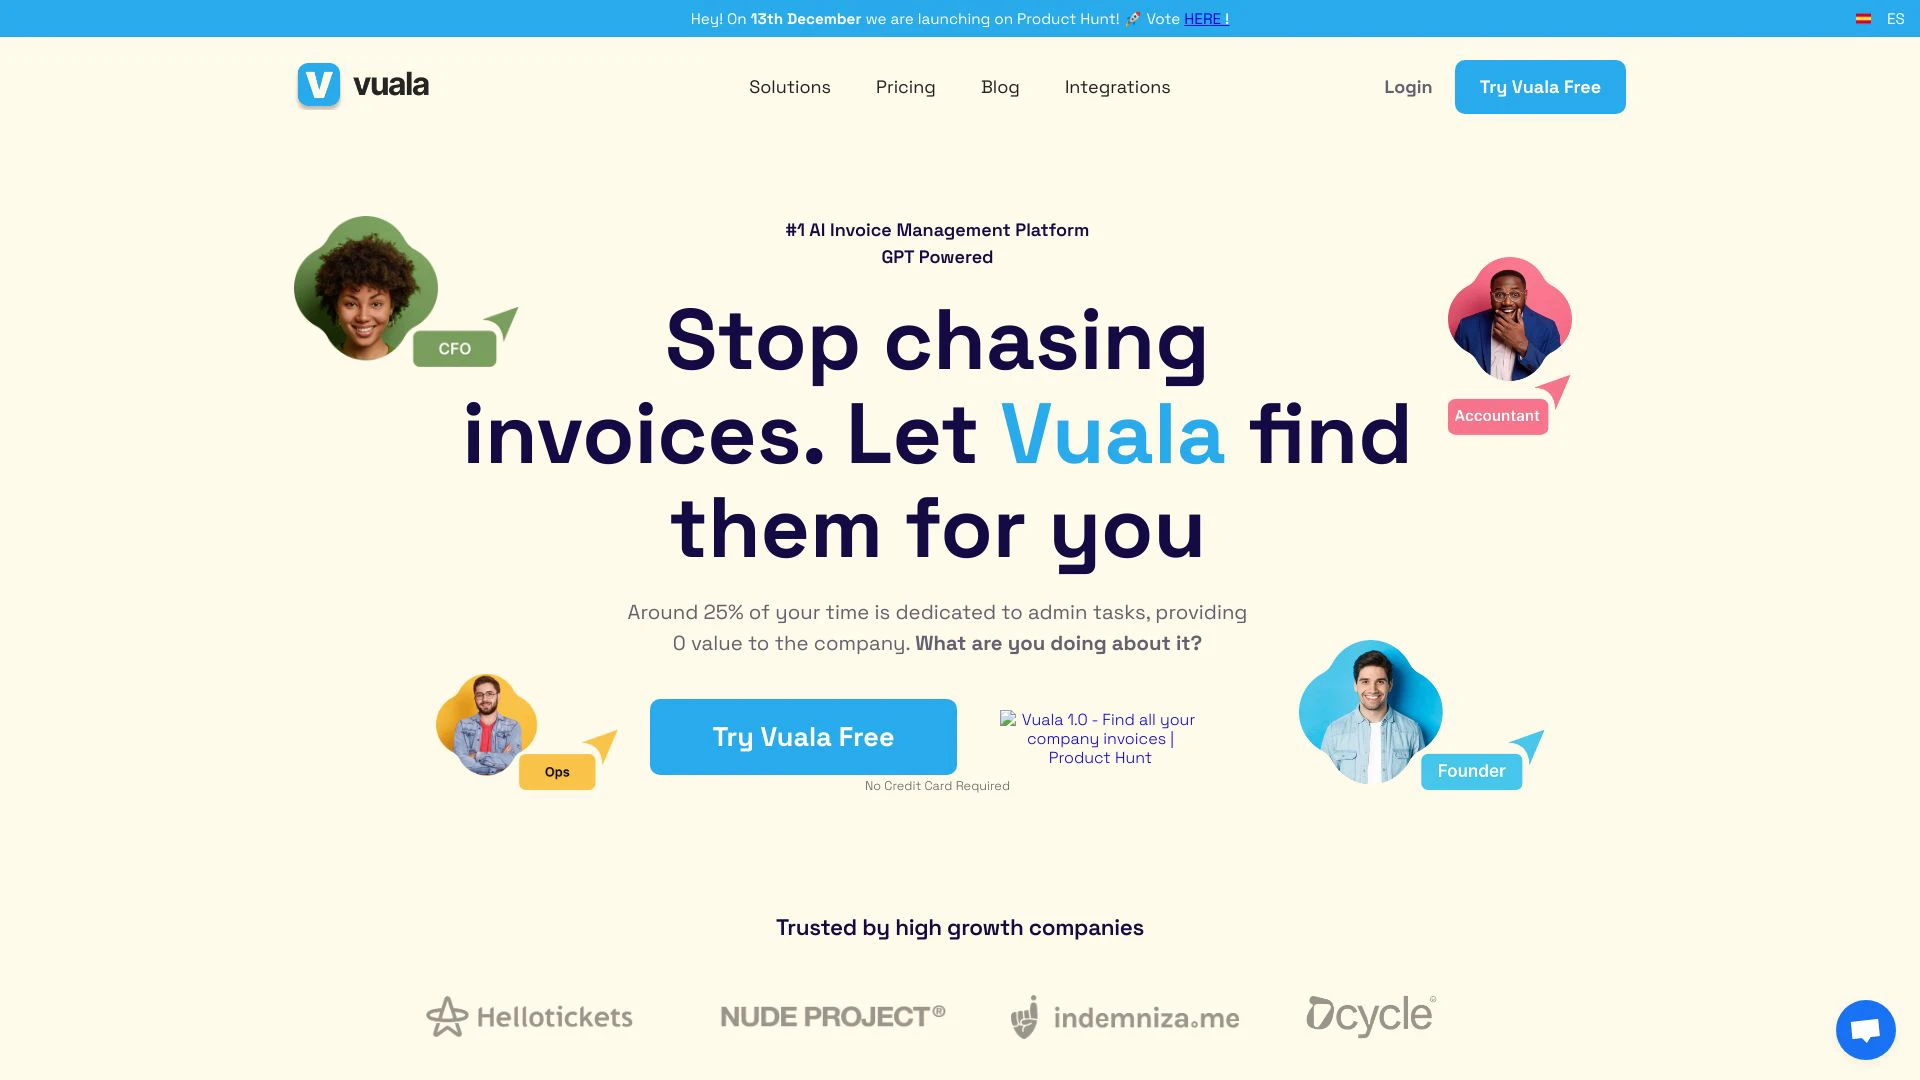 Hey! On 13th December we are launching on Product Hunt! 🚀 Vote HERE !
ES
V vuala
Solutions
Pricing
Blog
Integrations
Login
Try Vuala Free
#1 AI Invoice Management Platform
GPT Powered
Stop chasing
invoices. Let Vuala find
them for you
CFO
Accountant
Around 25% of your time is dedicated to admin tasks, providing
0 value to the company. What are you doing about it?
Ops
Try Vuala Free
No Credit Card Required
Vuala 1.0 - Find all your
company invoices |
Product Hunt
Founder
Trusted by high growth companies
Hellotickets
NUDE PROJECT®
indemniza.me
Dcycle®